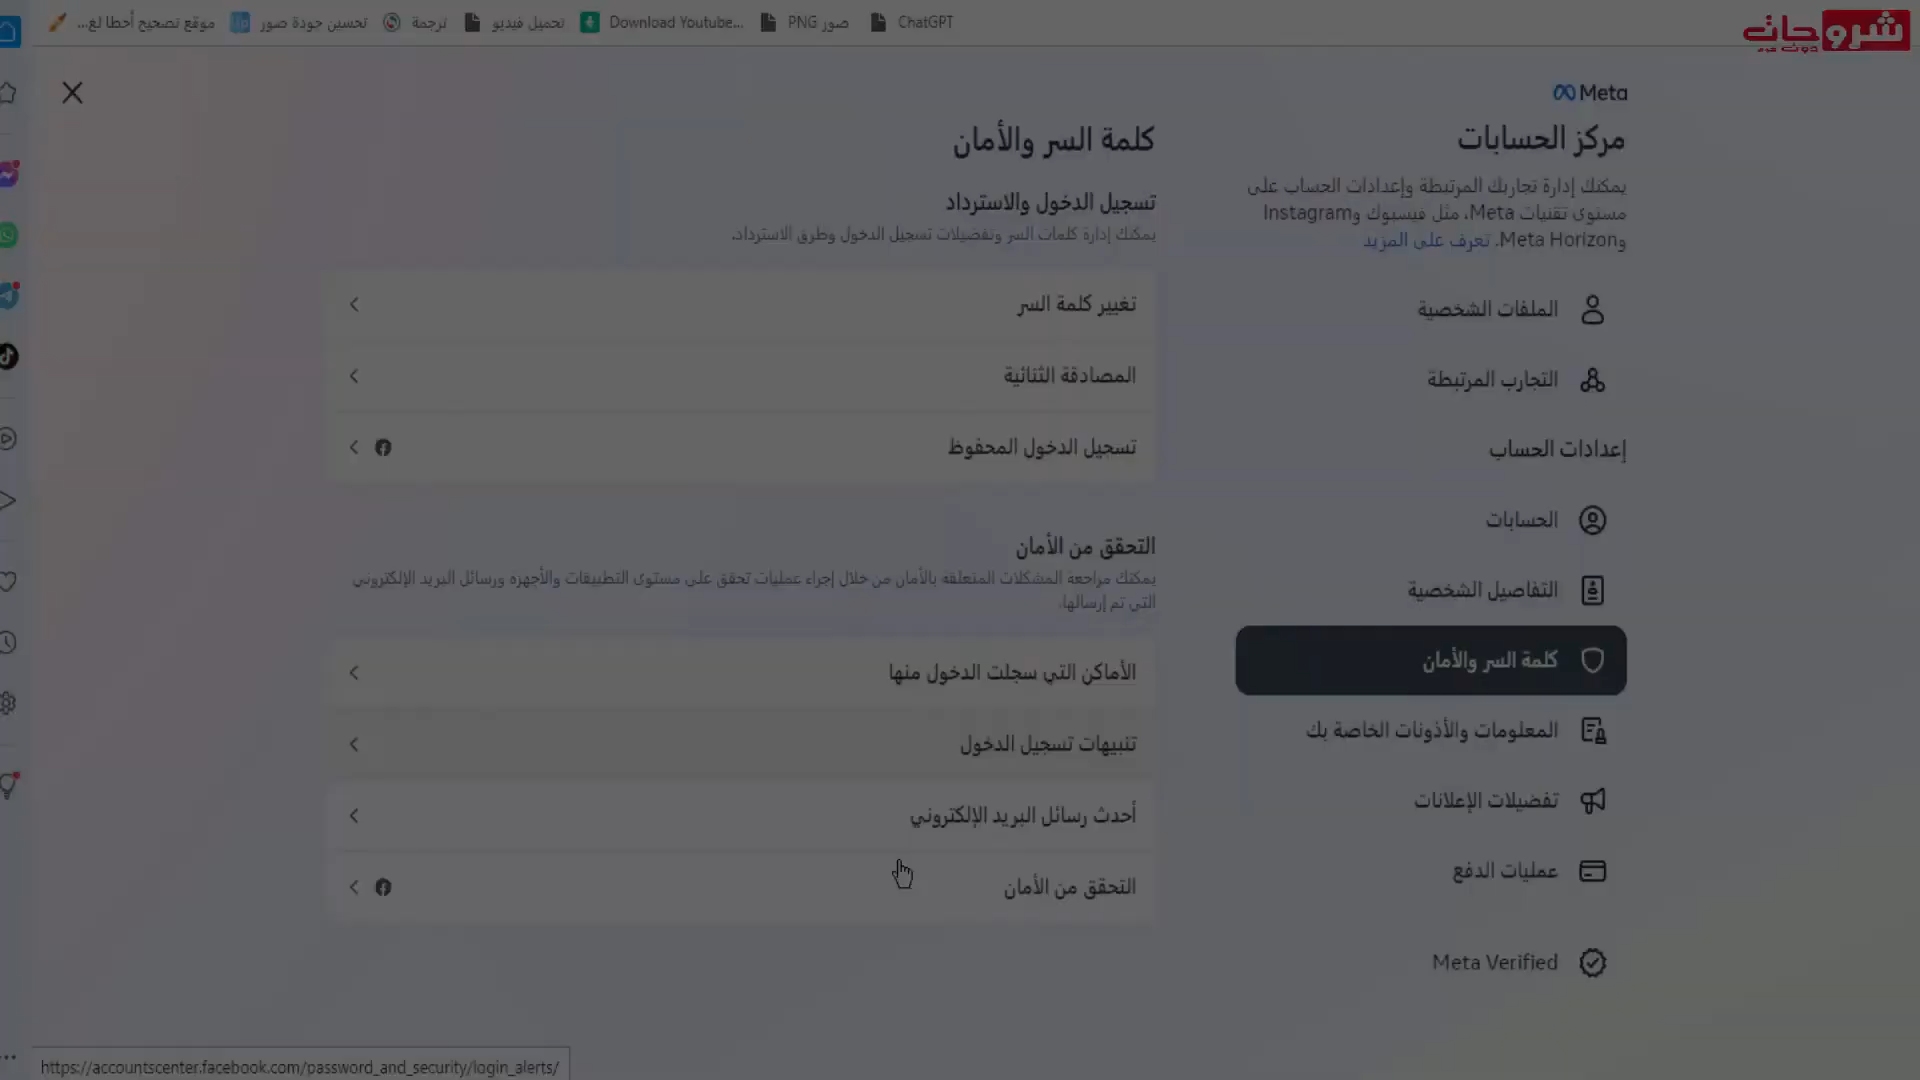 موقع تصحيح أخطا لغ...
تحسين جودة صور
ترجمة
تحميل فيديو
Download Youtube...
صور PNG
ChatGPT
شروحات
Meta
مركز الحسابات
يمكنك إدارة تجاربك المرتبطة وإعدادات الحساب على
مستوى تقنيات Meta، مثل فيسبوك وInstagram
وMeta Horizon. تعرف على المزيد
الملفات الشخصية
التجارب المرتبطة
إعدادات الحساب
الحسابات
التفاصيل الشخصية
كلمة السر والأمان
المعلومات والأذونات الخاصة بك
تفضيلات الإعلانات
عمليات الدفع
Meta Verified
كلمة السر والأمان
تسجيل الدخول والاسترداد
يمكنك إدارة كلمات السر وتفضيلات تسجيل الدخول وطرق الاسترداد.
تغيير كلمة السر
المصادقة الثنائية
تسجيل الدخول المحفوظ
التحقق من الأمان
يمكنك مراجعة المشكلات المتعلقة بالأمان من خلال إجراء عمليات تحقق على مستوى التطبيقات والأجهزة ورسائل البريد الإلكتروني
التي تم إرسالها.
الأماكن التي سجلت الدخول منها
تنبيهات تسجيل الدخول
أحدث رسائل البريد الإلكتروني
التحقق من الأمان
https://accountscenter.facebook.com/password_and_security/login_alerts/